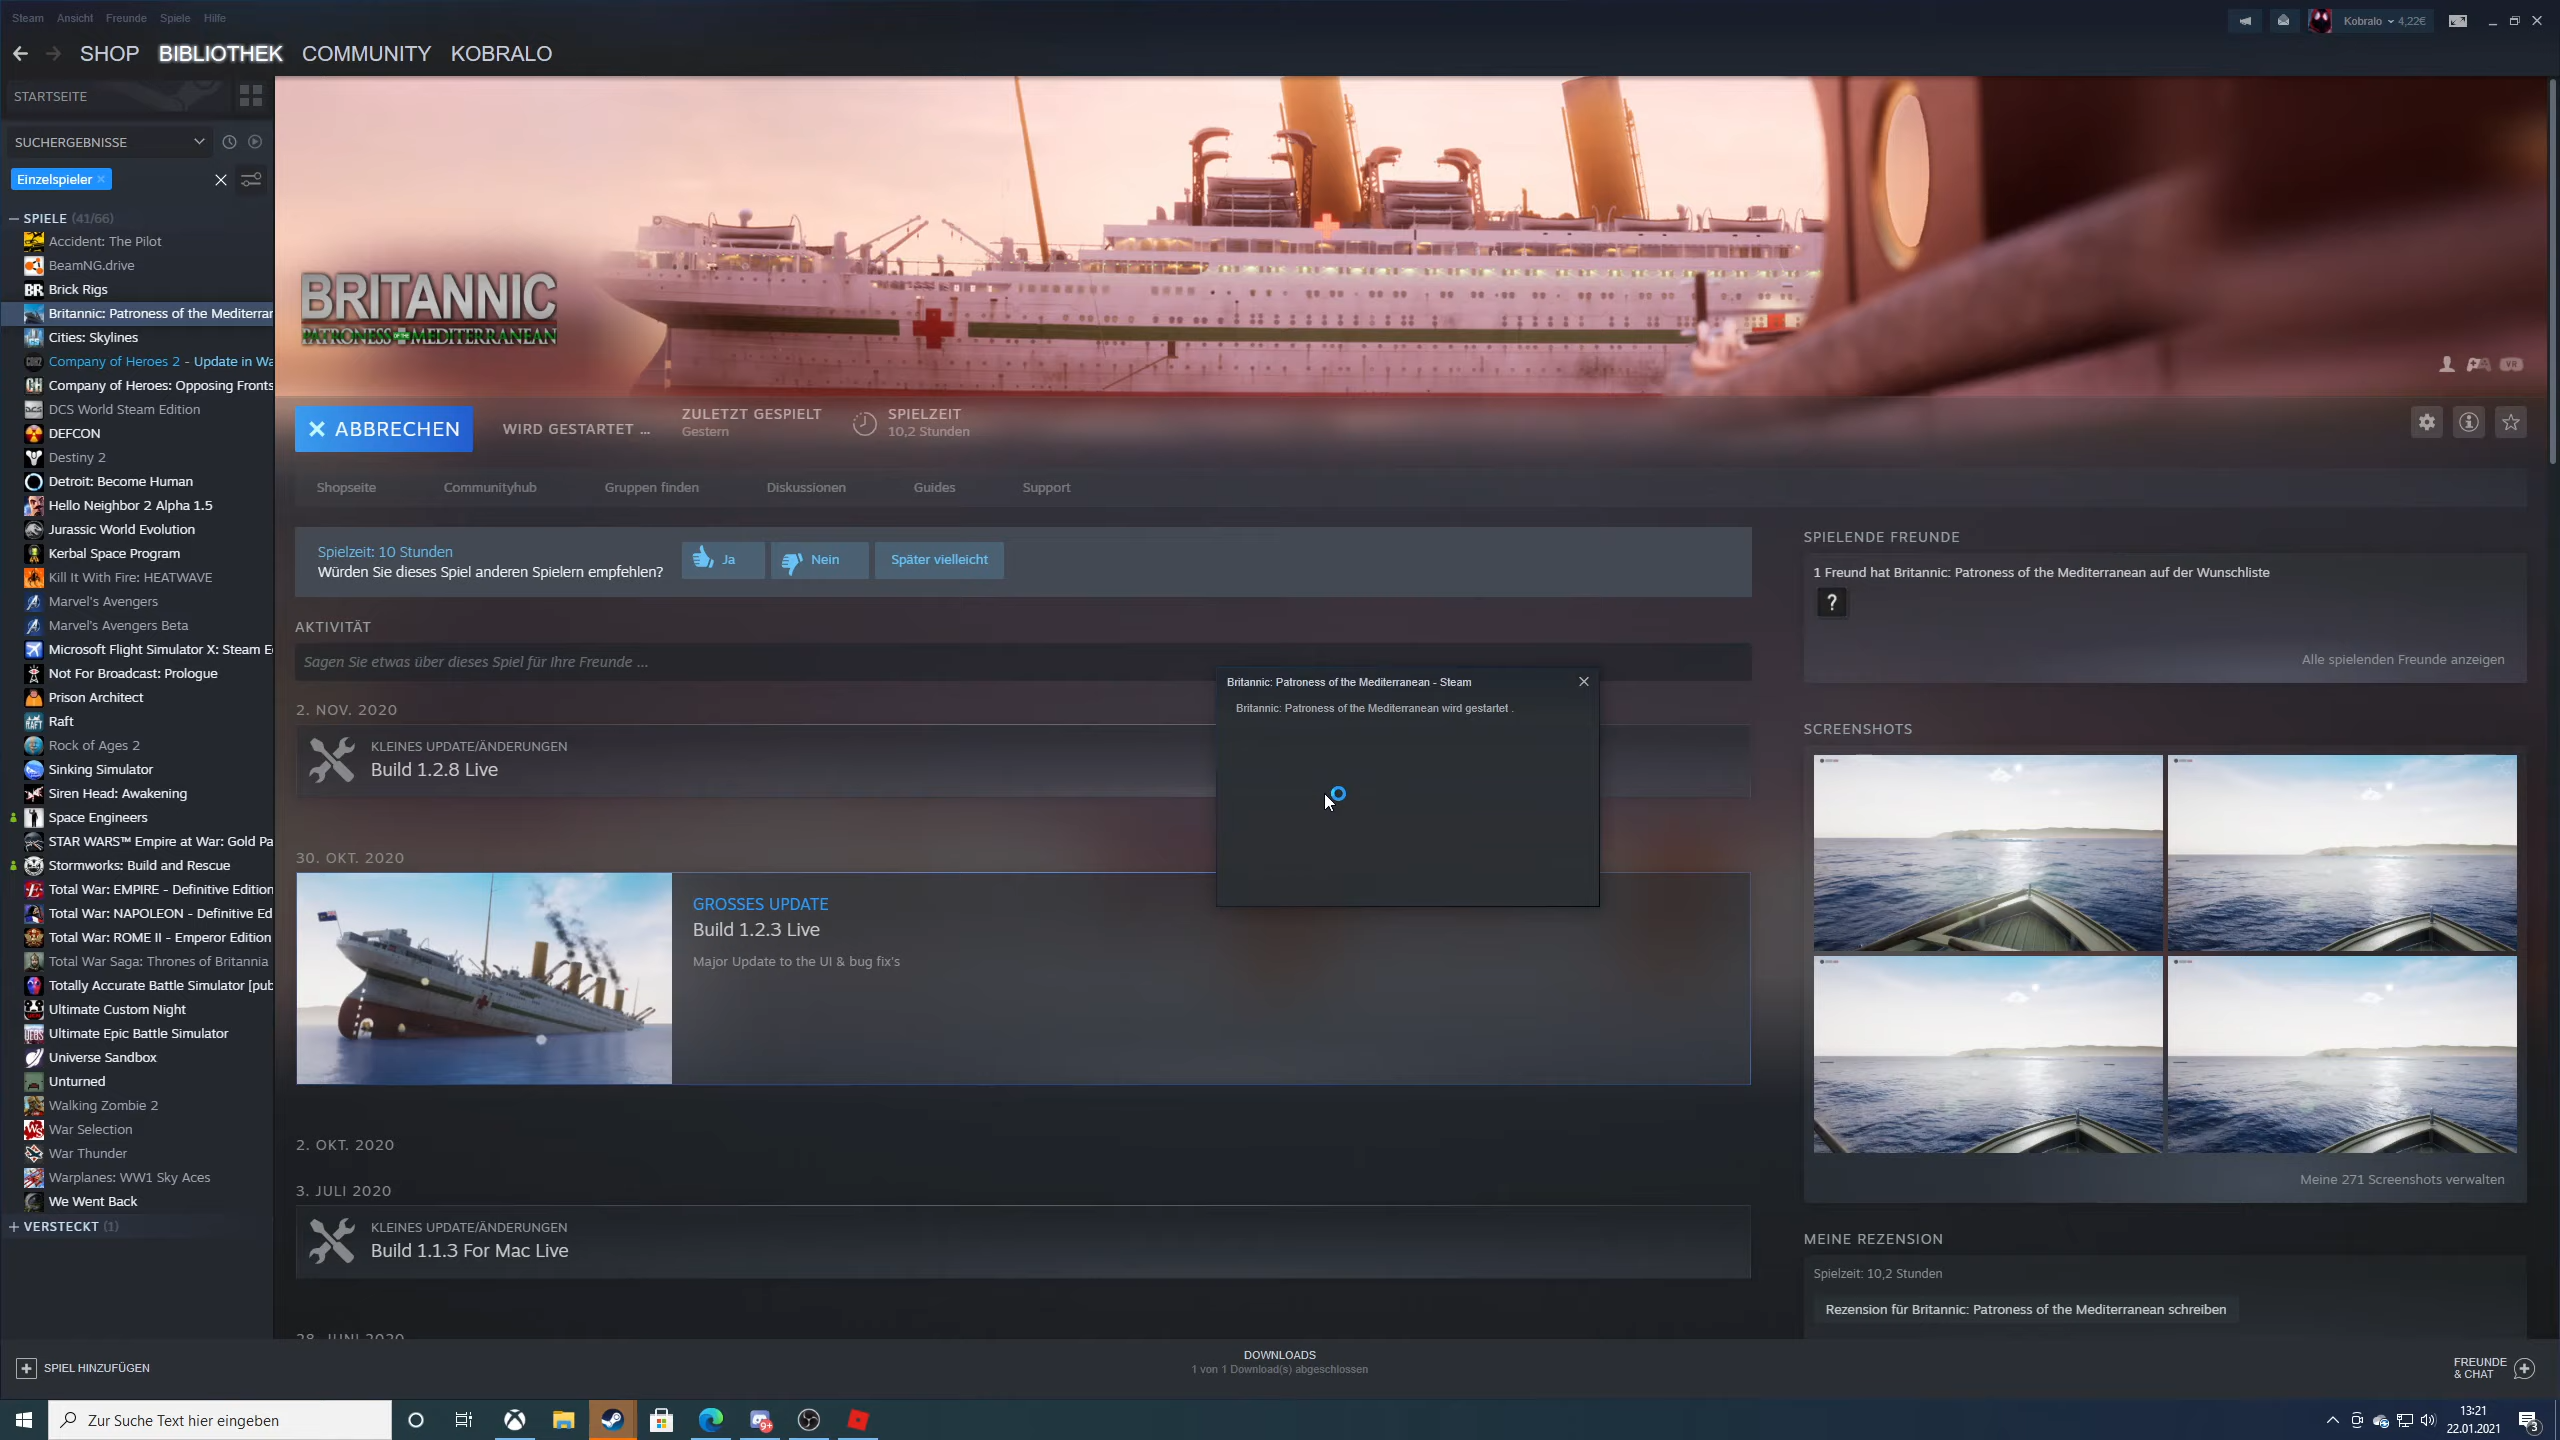 Steam Ansicht Freunde Spiele Hilfe
Kobralo 4,22€
SHOP BIBLIOTHEK COMMUNITY KOBRALO
STARTSEITE
SUCHERGEBNISSE
Einzelspieler
SPIELE (41/66)
Accident: The Pilot
BeamNG.drive
Brick Rigs
Britannic: Patroness of the Mediterran
Cities: Skylines
Company of Heroes 2 - Update in Wa
Company of Heroes: Opposing Fronts
DCS World Steam Edition
DEFCON
Destiny 2
Detroit: Become Human
Hello Neighbor 2 Alpha 1.5
Jurassic World Evolution
Kerbal Space Program
Kill It With Fire: HEATWAVE
Marvel's Avengers
Marvel's Avengers Beta
Microsoft Flight Simulator X: Steam E
Not For Broadcast: Prologue
Prison Architect
Raft
Rock of Ages 2
Sinking Simulator
Siren Head: Awakening
Space Engineers
STAR WARS™ Empire at War: Gold Pa
Stormworks: Build and Rescue
Total War: EMPIRE - Definitive Edition
Total War: NAPOLEON - Definitive Ed
Total War: ROME II - Emperor Edition
Total War Saga: Thrones of Britannia
Totally Accurate Battle Simulator [pub
Ultimate Custom Night
Ultimate Epic Battle Simulator
Universe Sandbox
Unturned
Walking Zombie 2
War Selection
War Thunder
Warplanes: WW1 Sky Aces
We Went Back
VERSTECKT (1)
BRITANNIC
PATRONESS OF THE MEDITERRANEAN
VR
ABBRECHEN
WIRD GESTARTET ...
ZULETZT GESPIELT
Gestern
SPIELZEIT
10,2 Stunden
Shopseite Communityhub Gruppen finden Diskussionen Guides Support
Spielzeit: 10 Stunden
Würden Sie dieses Spiel anderen Spielern empfehlen?
Ja
Nein
Später vielleicht
AKTIVITÄT
Sagen Sie etwas über dieses Spiel für Ihre Freunde ...
2. NOV. 2020
KLEINES UPDATE/ÄNDERUNGEN
Build 1.2.8 Live
Britannic: Patroness of the Mediterranean - Steam
Britannic: Patroness of the Mediterranean wird gestartet .
30. OKT. 2020
GROSSES UPDATE
Build 1.2.3 Live
Major Update to the UI & bug fix's
2. OKT. 2020
3. JULI 2020
KLEINES UPDATE/ÄNDERUNGEN
Build 1.1.3 For Mac Live
28. JUNI 2020
SPIELENDE FREUNDE
1 Freund hat Britannic: Patroness of the Mediterranean auf der Wunschliste
?
Alle spielenden Freunde anzeigen
SCREENSHOTS
Meine 271 Screenshots verwalten
MEINE REZENSION
Spielzeit: 10,2 Stunden
Rezension für Britannic: Patroness of the Mediterranean schreiben
SPIEL HINZUFÜGEN
DOWNLOADS
1 von 1 Download(s) abgeschlossen
FREUNDE
& CHAT
Zur Suche Text hier eingeben
9+
13:21
22.01.2021
3